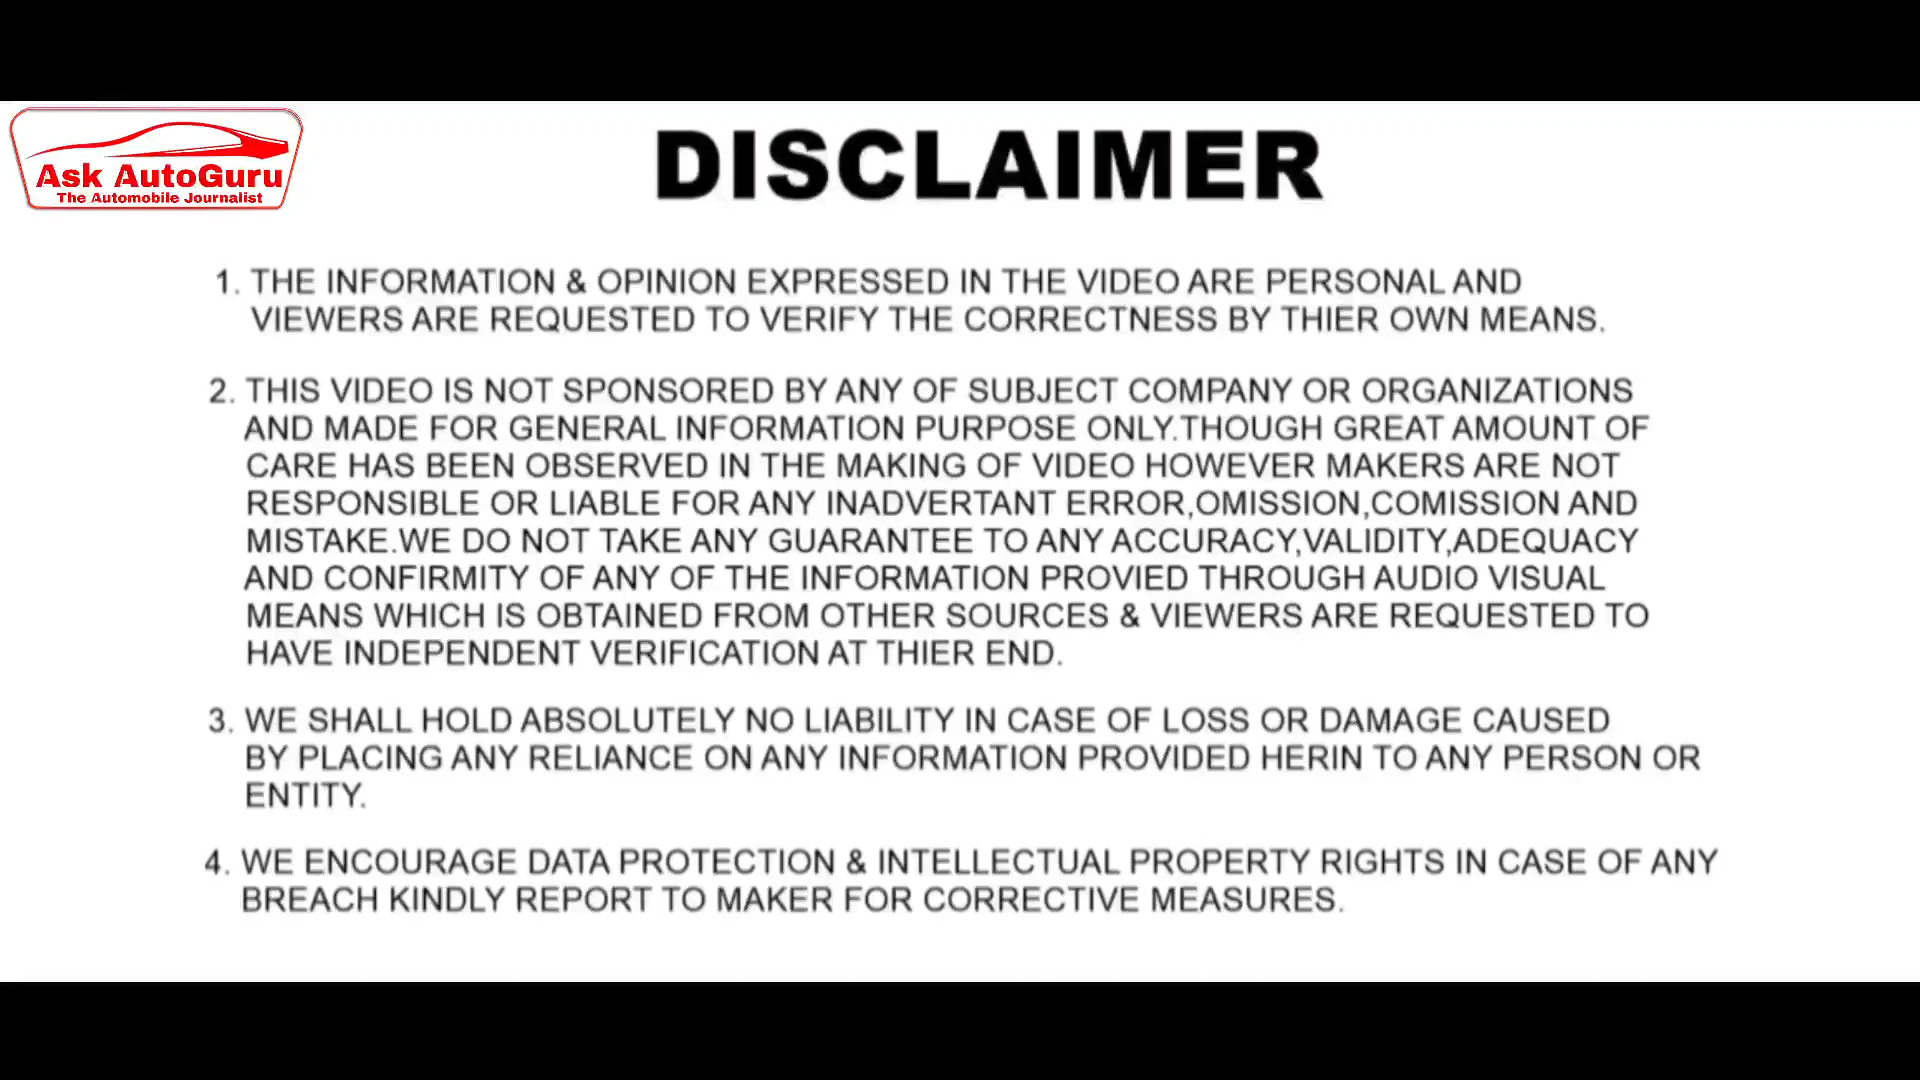 Ask AutoGuru
The Automobile Journalist
DISCLAIMER
1. THE INFORMATION & OPINION EXPRESSED IN THE VIDEO ARE PERSONAL AND
VIEWERS ARE REQUESTED TO VERIFY THE CORRECTNESS BY THIER OWN MEANS.
2. THIS VIDEO IS NOT SPONSORED BY ANY OF SUBJECT COMPANY OR ORGANIZATIONS
AND MADE FOR GENERAL INFORMATION PURPOSE ONLY.THOUGH GREAT AMOUNT OF
CARE HAS BEEN OBSERVED IN THE MAKING OF VIDEO HOWEVER MAKERS ARE NOT
RESPONSIBLE OR LIABLE FOR ANY INADVERTANT ERROR,OMISSION,COMISSION AND
MISTAKE.WE DO NOT TAKE ANY GUARANTEE TO ANY ACCURACY,VALIDITY,ADEQUACY
AND CONFIRMITY OF ANY OF THE INFORMATION PROVIED THROUGH AUDIO VISUAL
MEANS WHICH IS OBTAINED FROM OTHER SOURCES & VIEWERS ARE REQUESTED TO
HAVE INDEPENDENT VERIFICATION AT THIER END.
3. WE SHALL HOLD ABSOLUTELY NO LIABILITY IN CASE OF LOSS OR DAMAGE CAUSED
BY PLACING ANY RELIANCE ON ANY INFORMATION PROVIDED HERIN TO ANY PERSON OR
ENTITY.
4. WE ENCOURAGE DATA PROTECTION & INTELLECTUAL PROPERTY RIGHTS IN CASE OF ANY
BREACH KINDLY REPORT TO MAKER FOR CORRECTIVE MEASURES.